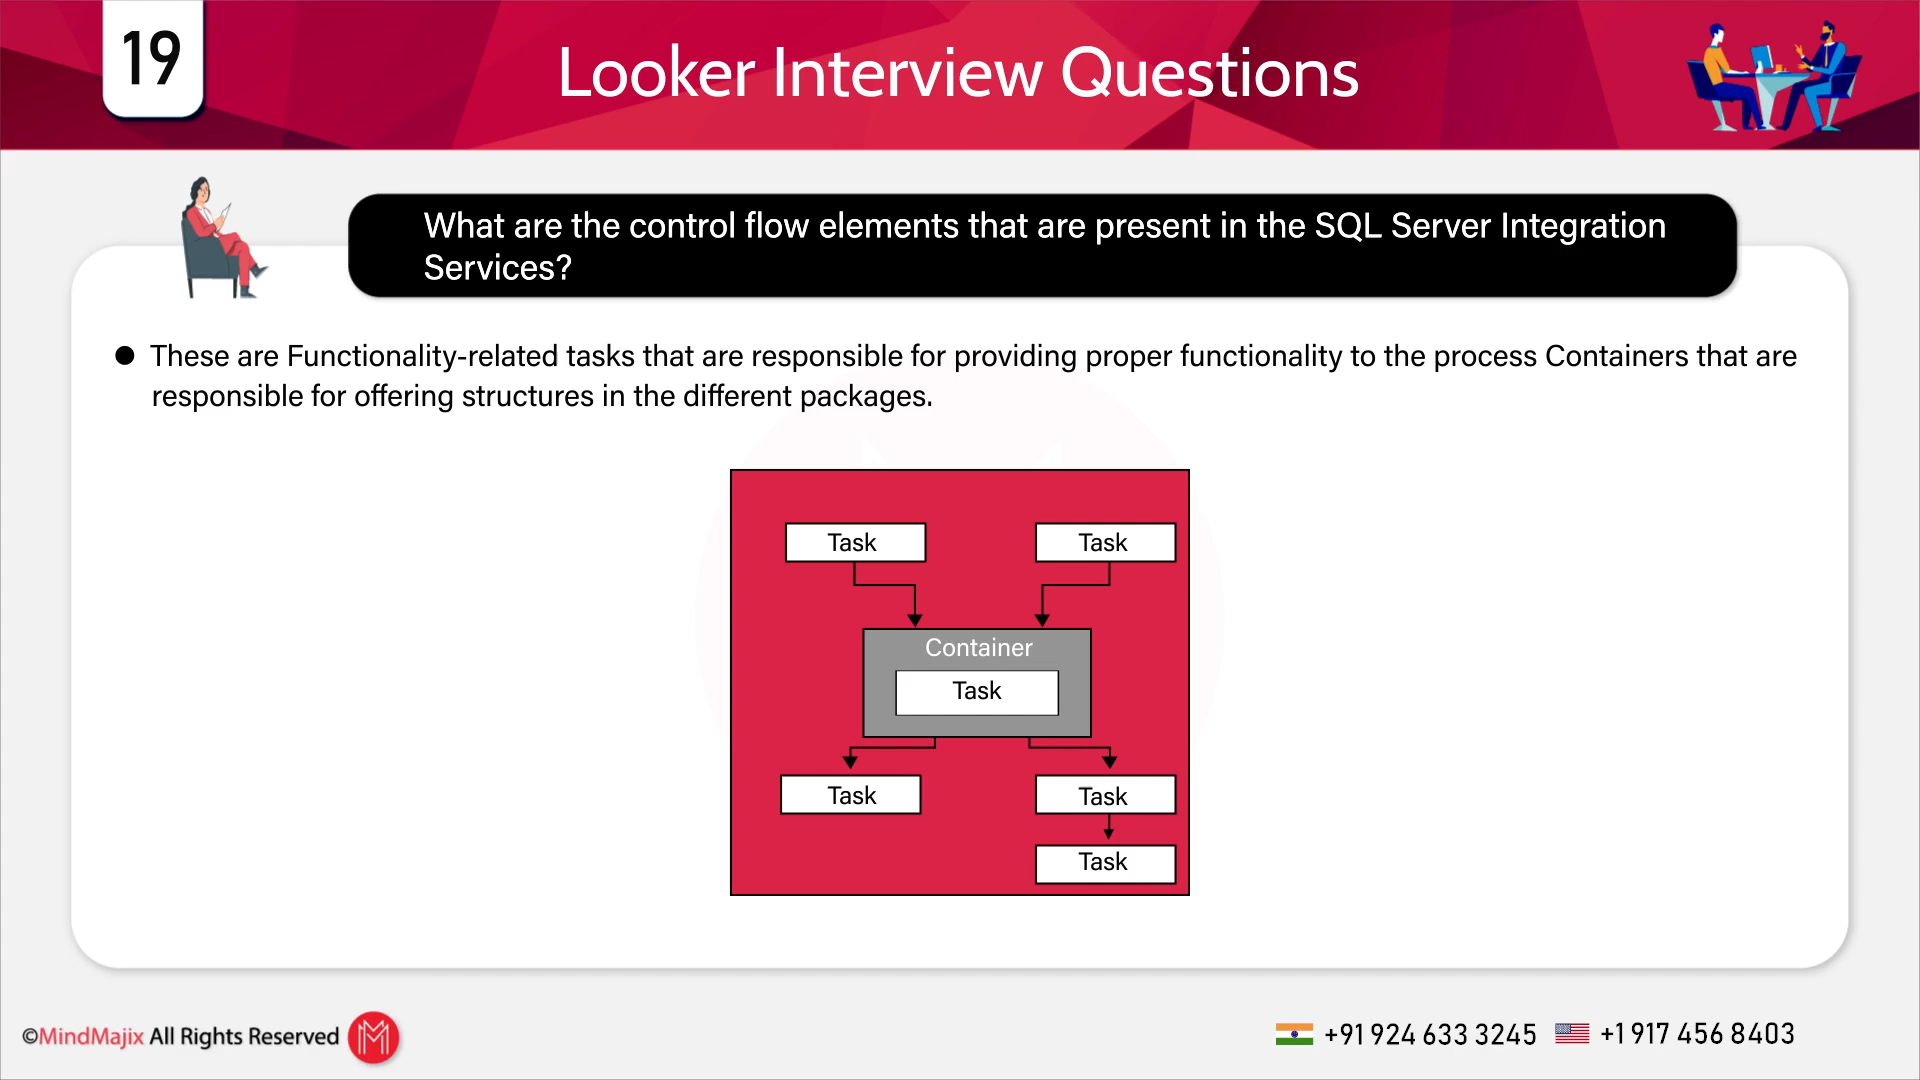 19
Looker Interview Questions
What are the control flow elements that are present in the SQL Server Integration
Services?
● These are Functionality-related tasks that are responsible for providing proper functionality to the process Containers that are
responsible for offering structures in the different packages.
Task
Task
Container
Task
Task
Task
Task
©MindMajix All Rights Reserved
+91 924 633 3245
+1 917 456 8403